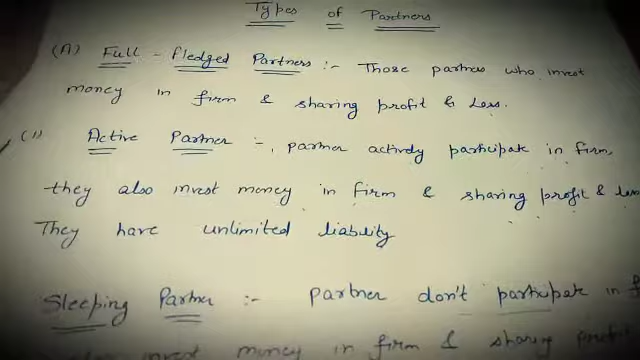 Types of Partners
(A) Full - fledged Partners :- Those partners who invest
money in firm & sharing profit & Loss.
(1) Active Partner :- partner actively participate in firm,
they also invest money in firm & sharing profit & Loss
They have unlimited liability
Sleeping Partner :- partner don't participate in
invest money in firm & sharing profit